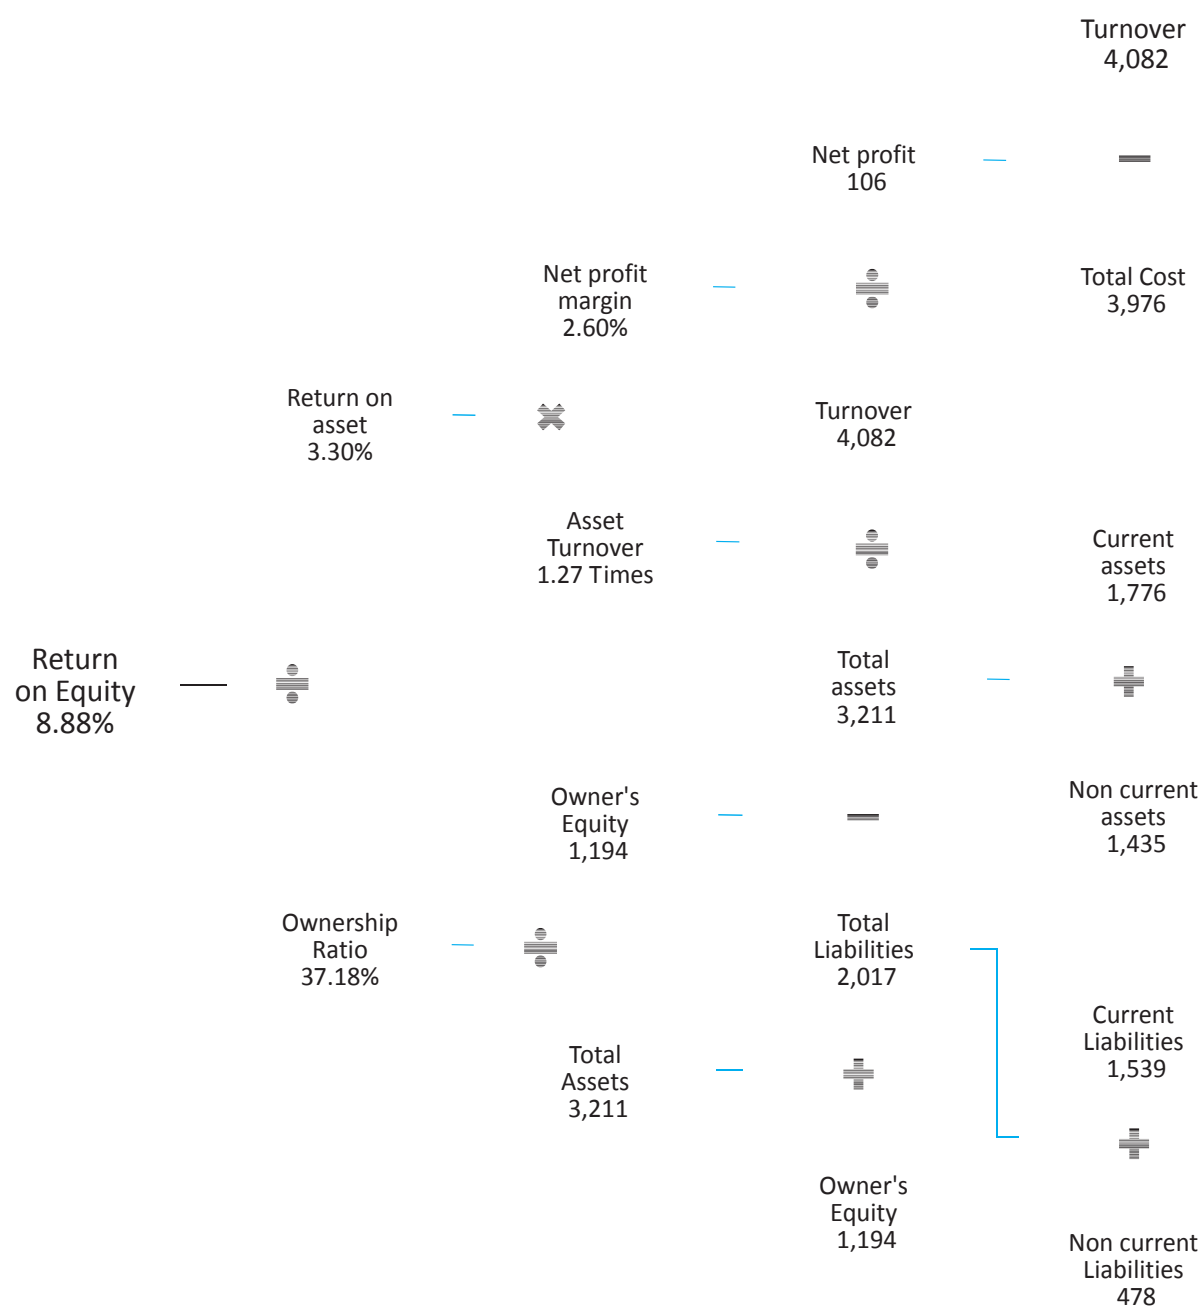 Turnover
4,082
Net profit
106
Net profit
margin
2.60%
Total Cost
3,976
Return on
asset
3.30%
Turnover
4,082
Asset
Turnover
1.27 Times
Current
assets
1,776
Return
on Equity
8.88%
Total
assets
3,211
Owner's
Equity
1,194
Non current
assets
1,435
Ownership
Ratio
37.18%
Total
Liabilities
2,017
Current
Liabilities
1,539
Total
Assets
3,211
Owner's
Equity
1,194
Non current
Liabilities
478